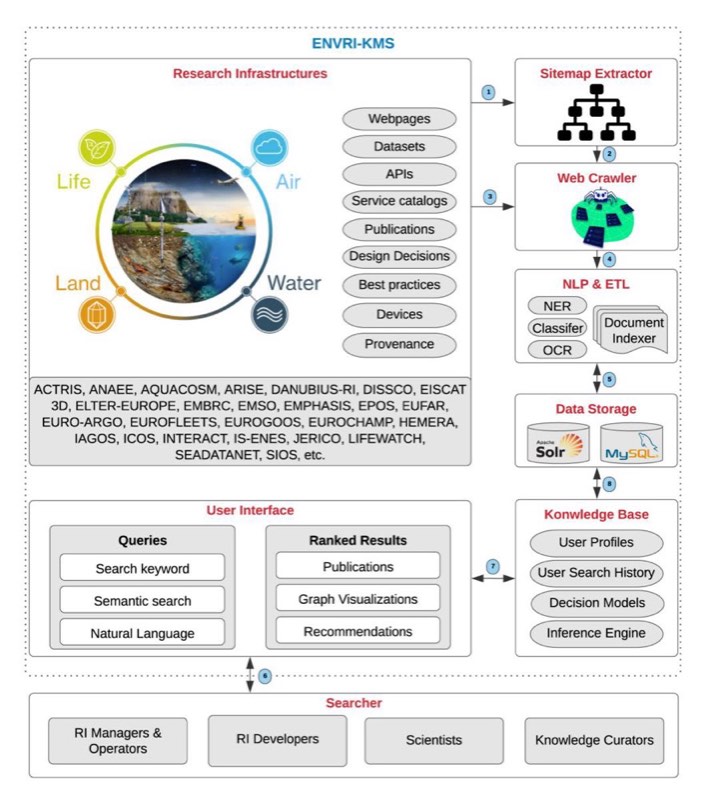 ENVRI-KMS
Research Infrastructures
Life
Air
Land
Water
Webpages
Datasets
APIs
Service catalogs
Publications
Design Decisions
Best practices
Devices
Provenance
ACTRIS, ANAEE, AQUACOSM, ARISE, DANUBIUS-RI, DISSCO, EISCAT
3D, ELTER-EUROPE, EMBRC, EMSO, EMPHASIS, EPOS, EUFAR,
EURO-ARGO, EUROFLEETS, EUROGOOS, EUROCHAMP, HEMERA,
IAGOS, ICOS, INTERACT, IS-ENES, JERICO, LIFEWATCH,
SEADATANET, SIOS, etc.
1
Sitemap Extractor
2
3
Web Crawler
4
NLP & ETL
NER
Classifer
OCR
Document
Indexer
5
Data Storage
Apache
Solr
MySQL
8
Konwledge Base
User Profiles
User Search History
Decision Models
Inference Engine
7
User Interface
Queries
Search keyword
Semantic search
Natural Language
Ranked Results
Publications
Graph Visualizations
Recommendations
6
Searcher
RI Managers &
Operators
RI Developers
Scientists
Knowledge Curators